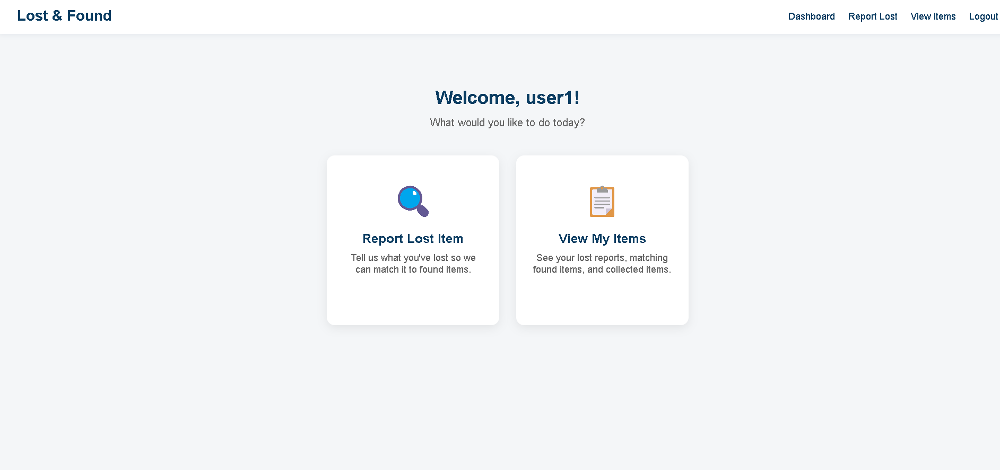 Lost & Found
Dashboard Report Lost View Items Logout
Welcome, user1!
What would you like to do today?
Report Lost Item
Tell us what you've lost so we
can match it to found items.
View My Items
See your lost reports, matching
found items, and collected items.